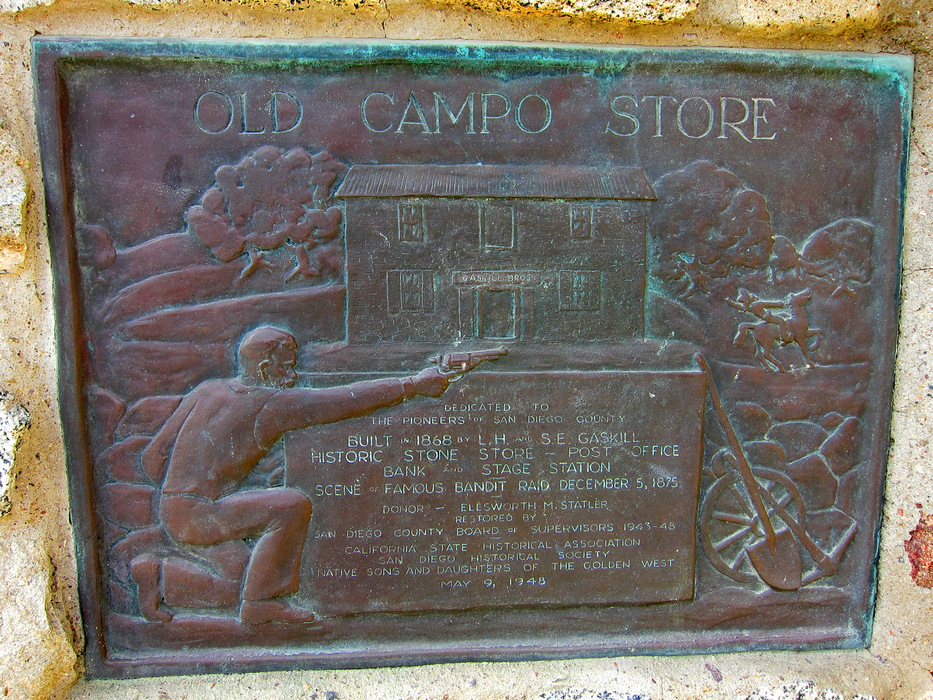 OLD CAMPO STORE
GASKILL BROS
DEDICATED TO
THE PIONEERS OF SAN DIEGO COUNTY
BUILT IN 1868 BY L.H. AND S.E. GASKILL
HISTORIC STONE STORE – POST OFFICE
BANK AND STAGE STATION
SCENE OF FAMOUS BANDIT RAID DECEMBER 5, 1875.
DONOR – ELLSWORTH M. STATLER
RESTORED BY
SAN DIEGO COUNTY BOARD OF SUPERVISORS 1943-48
CALIFORNIA STATE HISTORICAL ASSOCIATION
SAN DIEGO HISTORICAL SOCIETY
NATIVE SONS AND DAUGHTERS OF THE GOLDEN WEST
MAY 9, 1948